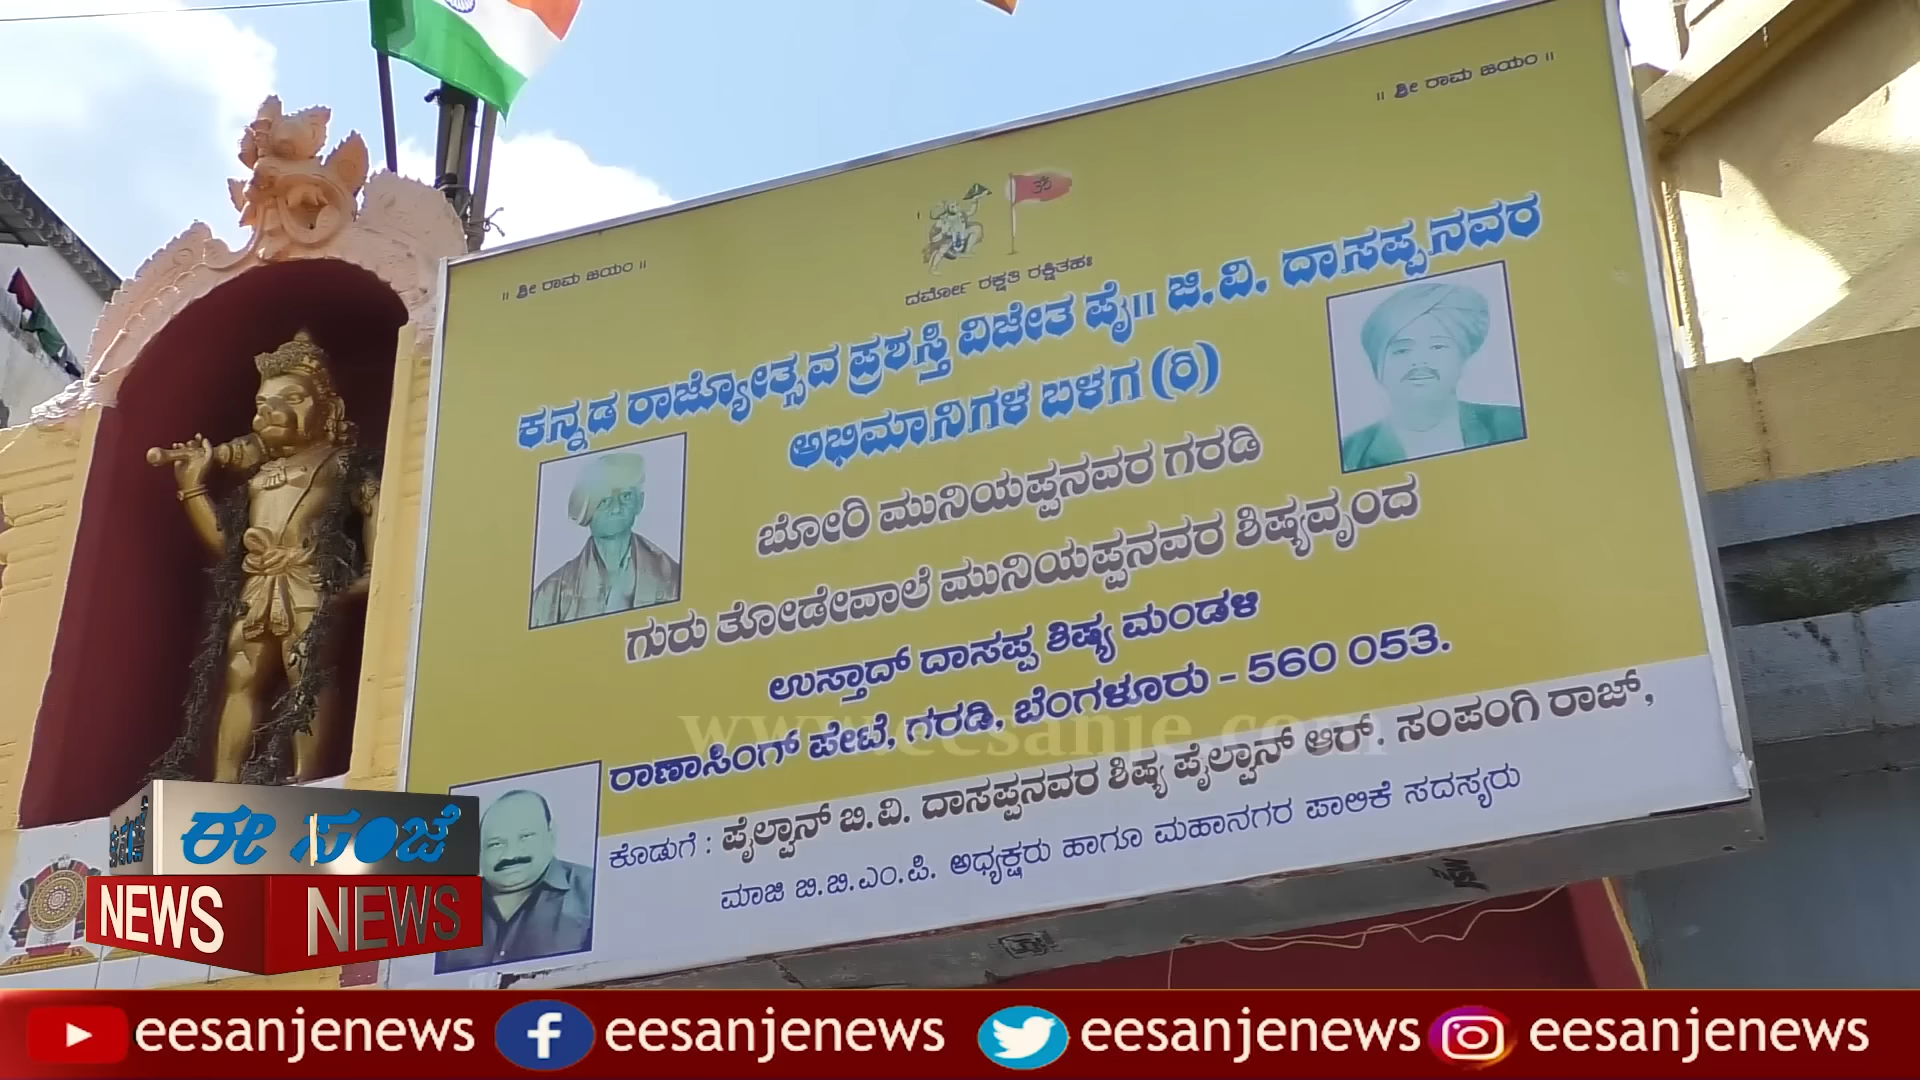 ॥ ಶ್ರೀ ರಾಮ ಜಯಂ ॥
॥ ಶ್ರೀ ರಾಮ ಜಯಂ ॥
ದರ್ಮೋ ರಕ್ಷತಿ ರಕ್ಷಿತಹಃ
ಕನ್ನಡ ರಾಜ್ಯೋತ್ಸವ ಪ್ರಶಸ್ತಿ ವಿಜೇತ ಪೈ॥ ಜಿ.ವಿ. ದಾಸಪ್ಪನವರ
ಅಭಿಮಾನಿಗಳ ಬಳಗ (ರಿ)
ಬೋರಿ ಮುನಿಯಪ್ಪನವರ ಗರಡಿ
ಗುರು ತೋಡೇವಾಲೆ ಮುನಿಯಪ್ಪನವರ ಶಿಷ್ಯವೃಂದ
ಉಸ್ತಾದ್ ದಾಸಪ್ಪ ಶಿಷ್ಯ ಮಂಡಳಿ
ರಾಣಾಸಿಂಗ್ ಪೇಟೆ, ಗರಡಿ, ಬೆಂಗಳೂರು - 560 053.
www.eesanje.com
ಕೊಡುಗೆ : ಪೈಲ್ವಾನ್ ಬಿ.ವಿ. ದಾಸಪ್ಪನವರ ಶಿಷ್ಯ ಪೈಲ್ವಾನ್ ಆರ್. ಸಂಪಂಗಿ ರಾಜ್,
ಮಾಜಿ ಬಿ.ಬಿ.ಎಂ.ಪಿ. ಅಧ್ಯಕ್ಷರು ಹಾಗೂ ಮಹಾನಗರ ಪಾಲಿಕೆ ಸದಸ್ಯರು
ಈ ಸಂಜೆ
NEWS NEWS
eesanjenews eesanjenews eesanjenews eesanjenews